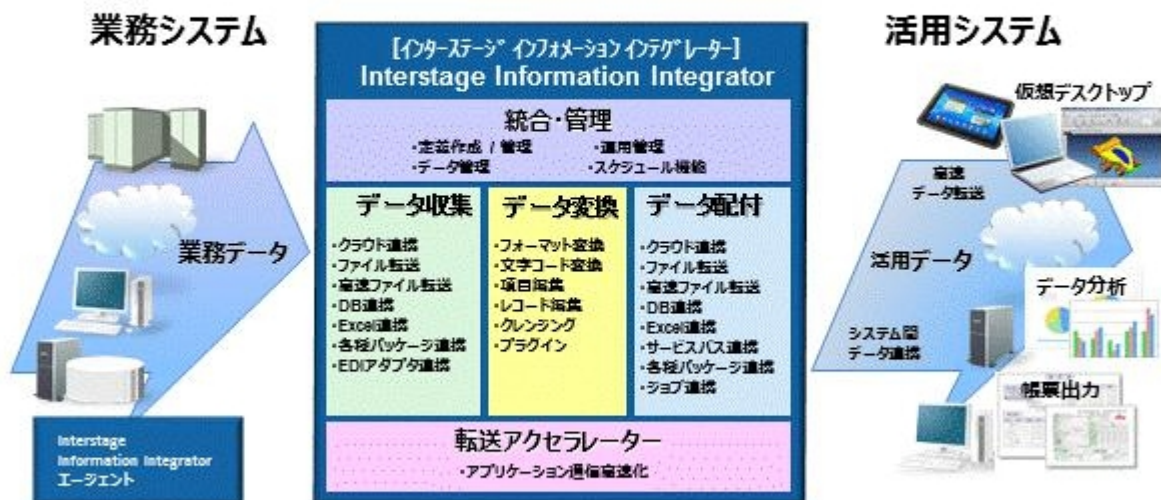 業務システム
業務データ
Interstage
Information Integrator
エージェント
[インターステージ インフォメーション インテグレーター]
Interstage Information Integrator
統合・管理
・定義作成 / 管理
・運用管理
・データ管理
・スケジュール機能
データ収集
・クラウド連携
・ファイル転送
・高速ファイル転送
・DB連携
・Excel連携
・各種パッケージ連携
・EDIアダプタ連携
データ変換
・フォーマット変換
・文字コード変換
・項目編集
・レコード編集
・クレンジング
・プラグイン
データ配付
・クラウド連携
・ファイル転送
・高速ファイル転送
・DB連携
・Excel連携
・サービスバス連携
・各種パッケージ連携
・ジョブ連携
転送アクセラレーター
・アプリケーション通信高速化
活用システム
仮想デスクトップ
高速
データ転送
活用データ
データ分析
システム間
データ連携
帳票出力